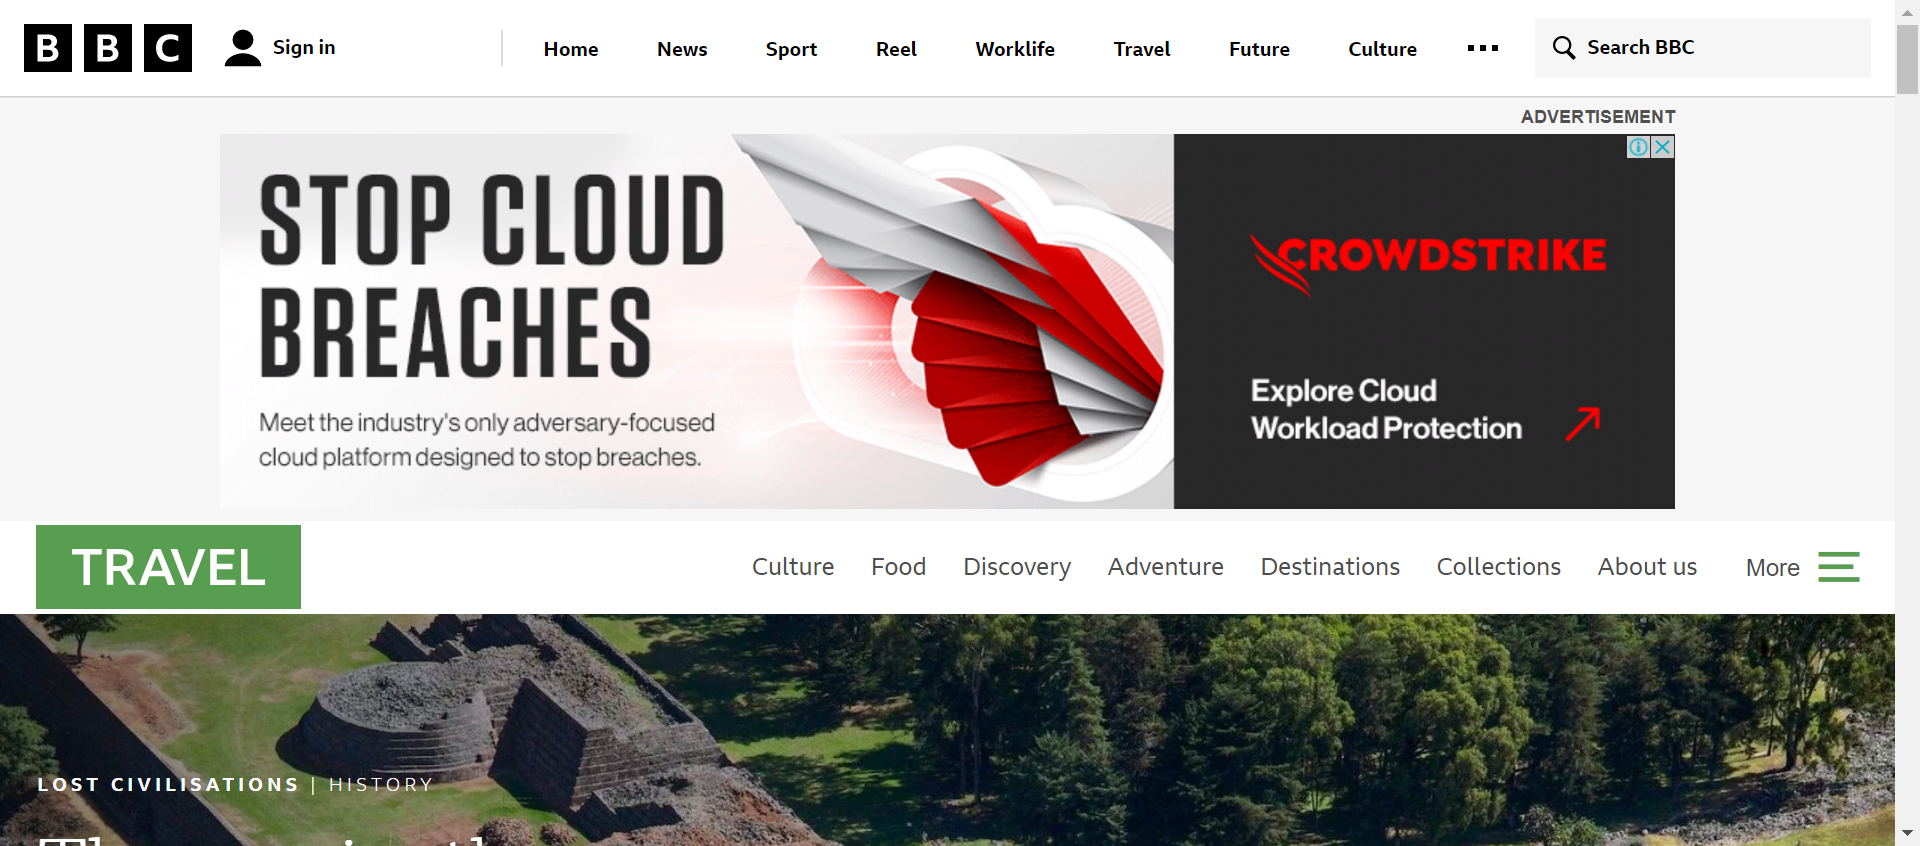 BBC
Sign in
Home
News
Sport
Reel
Worklife
Travel
Future
Culture
Search BBC
ADVERTISEMENT
STOP CLOUD
BREACHES
Meet the industry's only adversary-focused
cloud platform designed to stop breaches.
CROWDSTRIKE
Explore Cloud
Workload Protection
TRAVEL
Culture
Food
Discovery
Adventure
Destinations
Collections
About us
More
LOST CIVILISATIONS | HISTORY